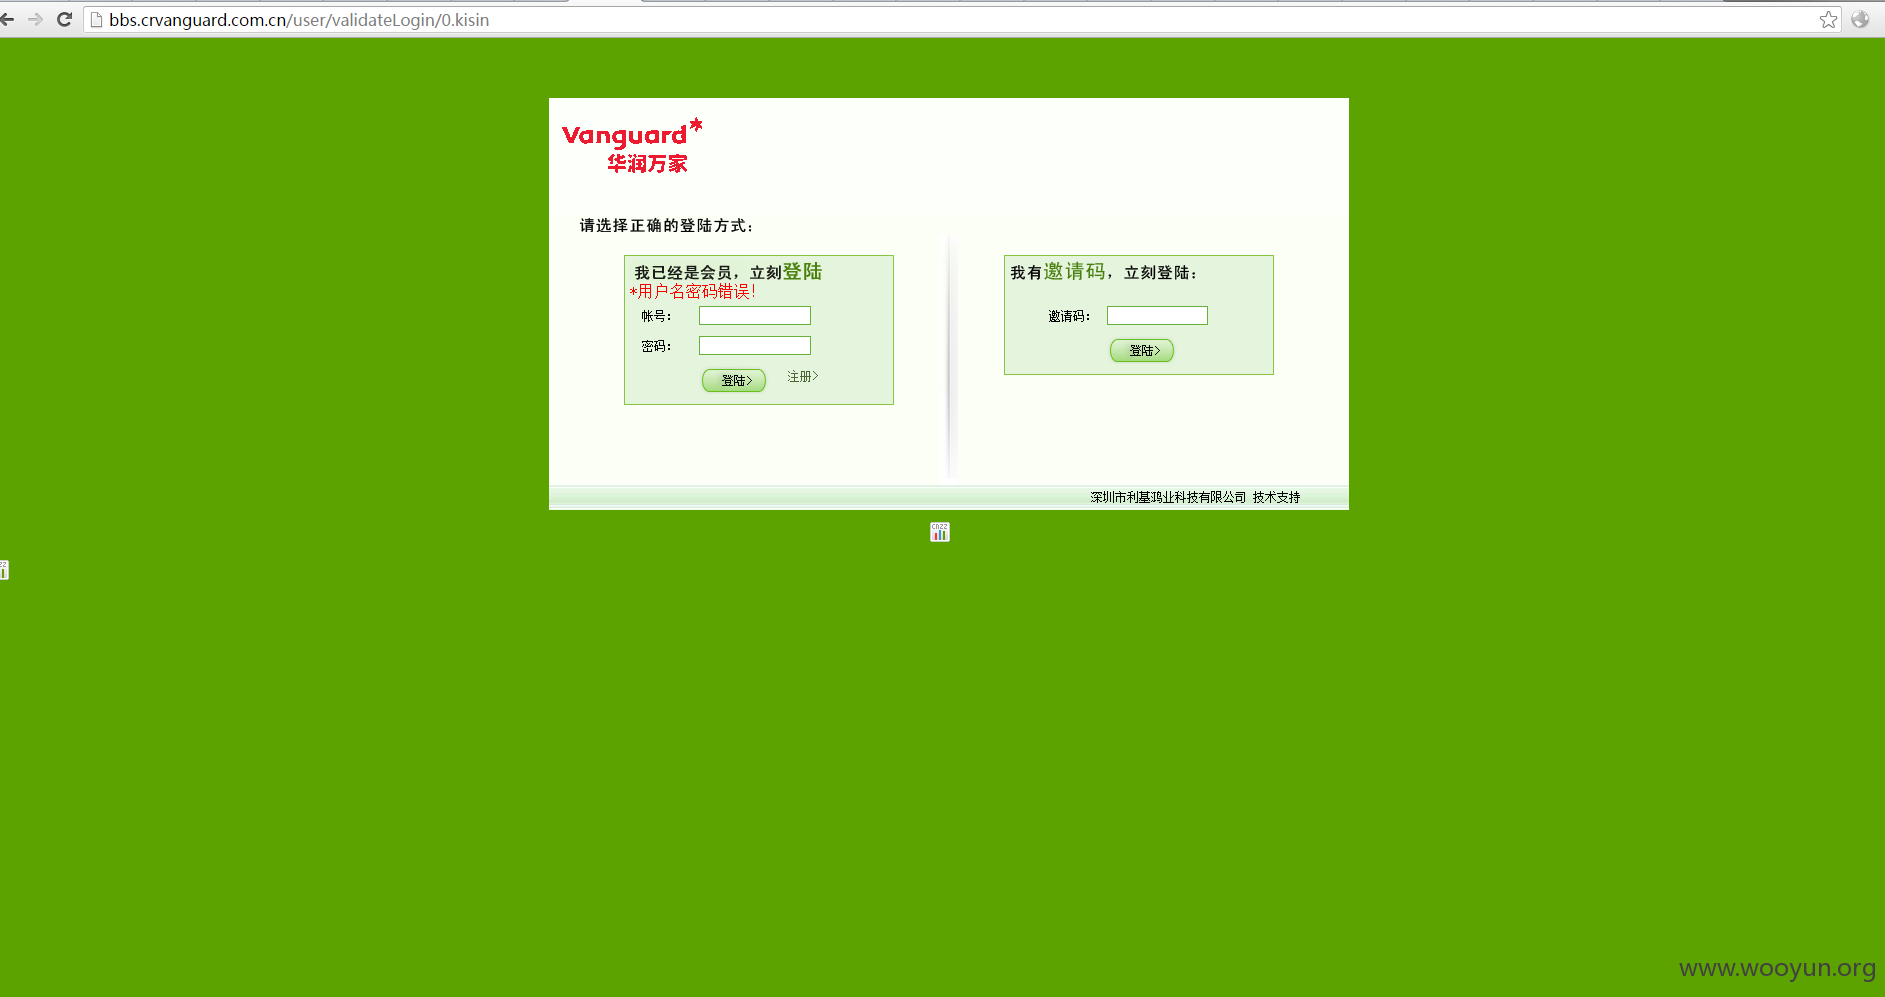 bbs.crvanguard.com.cn/user/validateLogin/0.kisin
Vanguard*
华润万家
请选择正确的登陆方式：
我已经是会员，立刻登陆
*用户名密码错误！
帐号：
密码：
登陆>
注册>
我有邀请码，立刻登陆：
邀请码：
登陆>
深圳市利基鸿业科技有限公司 技术支持
CNZZ
www.wooyun.org